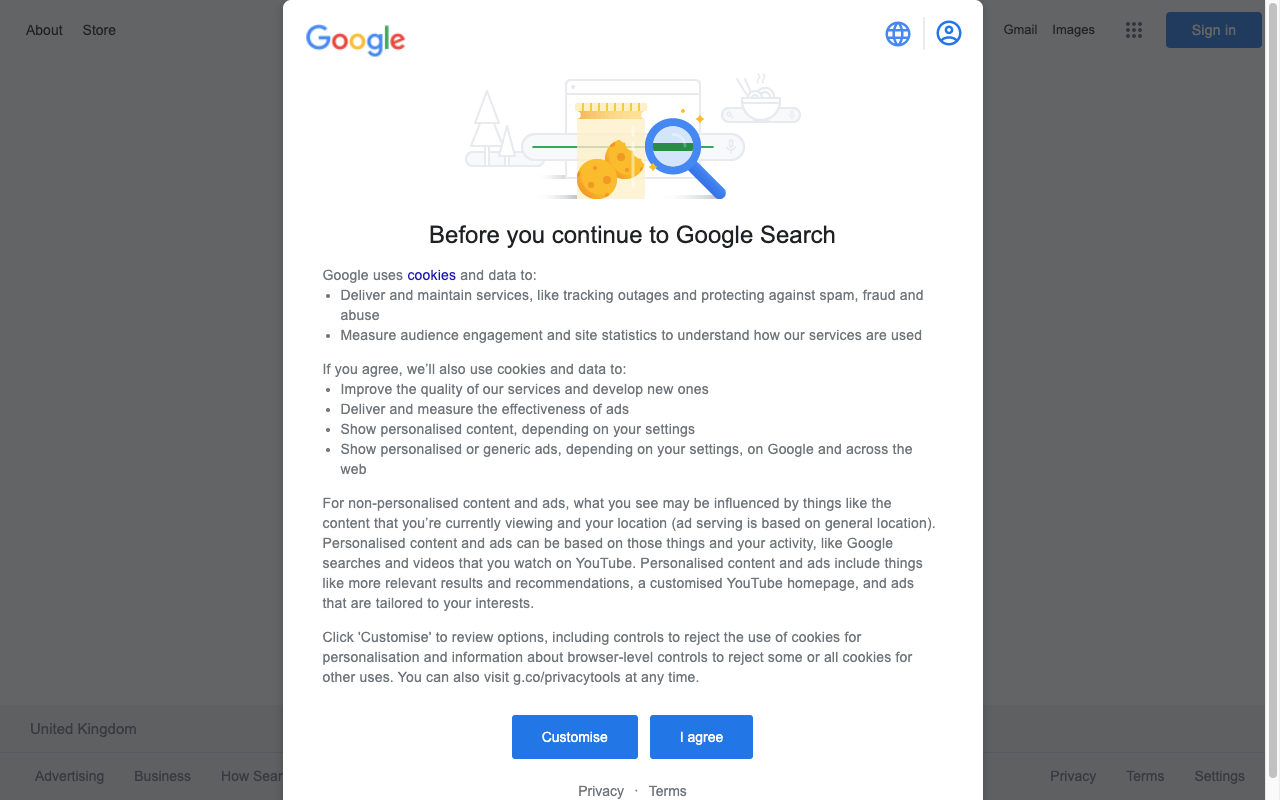 About Store
Google
Gmail Images
Sign in
Before you continue to Google Search
Google uses cookies and data to:
• Deliver and maintain services, like tracking outages and protecting against spam, fraud and
abuse
• Measure audience engagement and site statistics to understand how our services are used
If you agree, we’ll also use cookies and data to:
• Improve the quality of our services and develop new ones
• Deliver and measure the effectiveness of ads
• Show personalised content, depending on your settings
• Show personalised or generic ads, depending on your settings, on Google and across the
web
For non-personalised content and ads, what you see may be influenced by things like the
content that you’re currently viewing and your location (ad serving is based on general location).
Personalised content and ads can be based on those things and your activity, like Google
searches and videos that you watch on YouTube. Personalised content and ads include things
like more relevant results and recommendations, a customised YouTube homepage, and ads
that are tailored to your interests.
Click 'Customise' to review options, including controls to reject the use of cookies for
personalisation and information about browser-level controls to reject some or all cookies for
other uses. You can also visit g.co/privacytools at any time.
Customise I agree
Privacy · Terms
United Kingdom
Advertising Business How Sear
Privacy Terms Settings